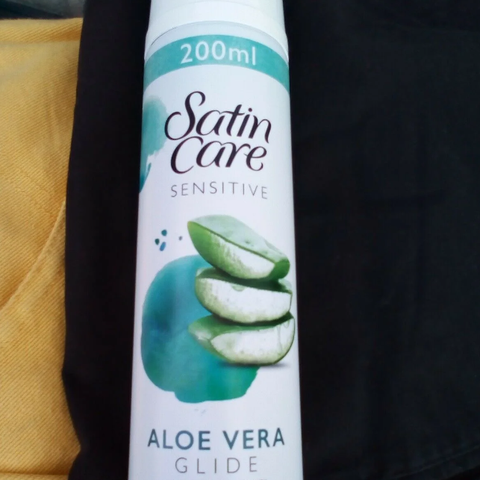 200ml
Satin
Care
SENSITIVE
ALOE VERA
GLIDE